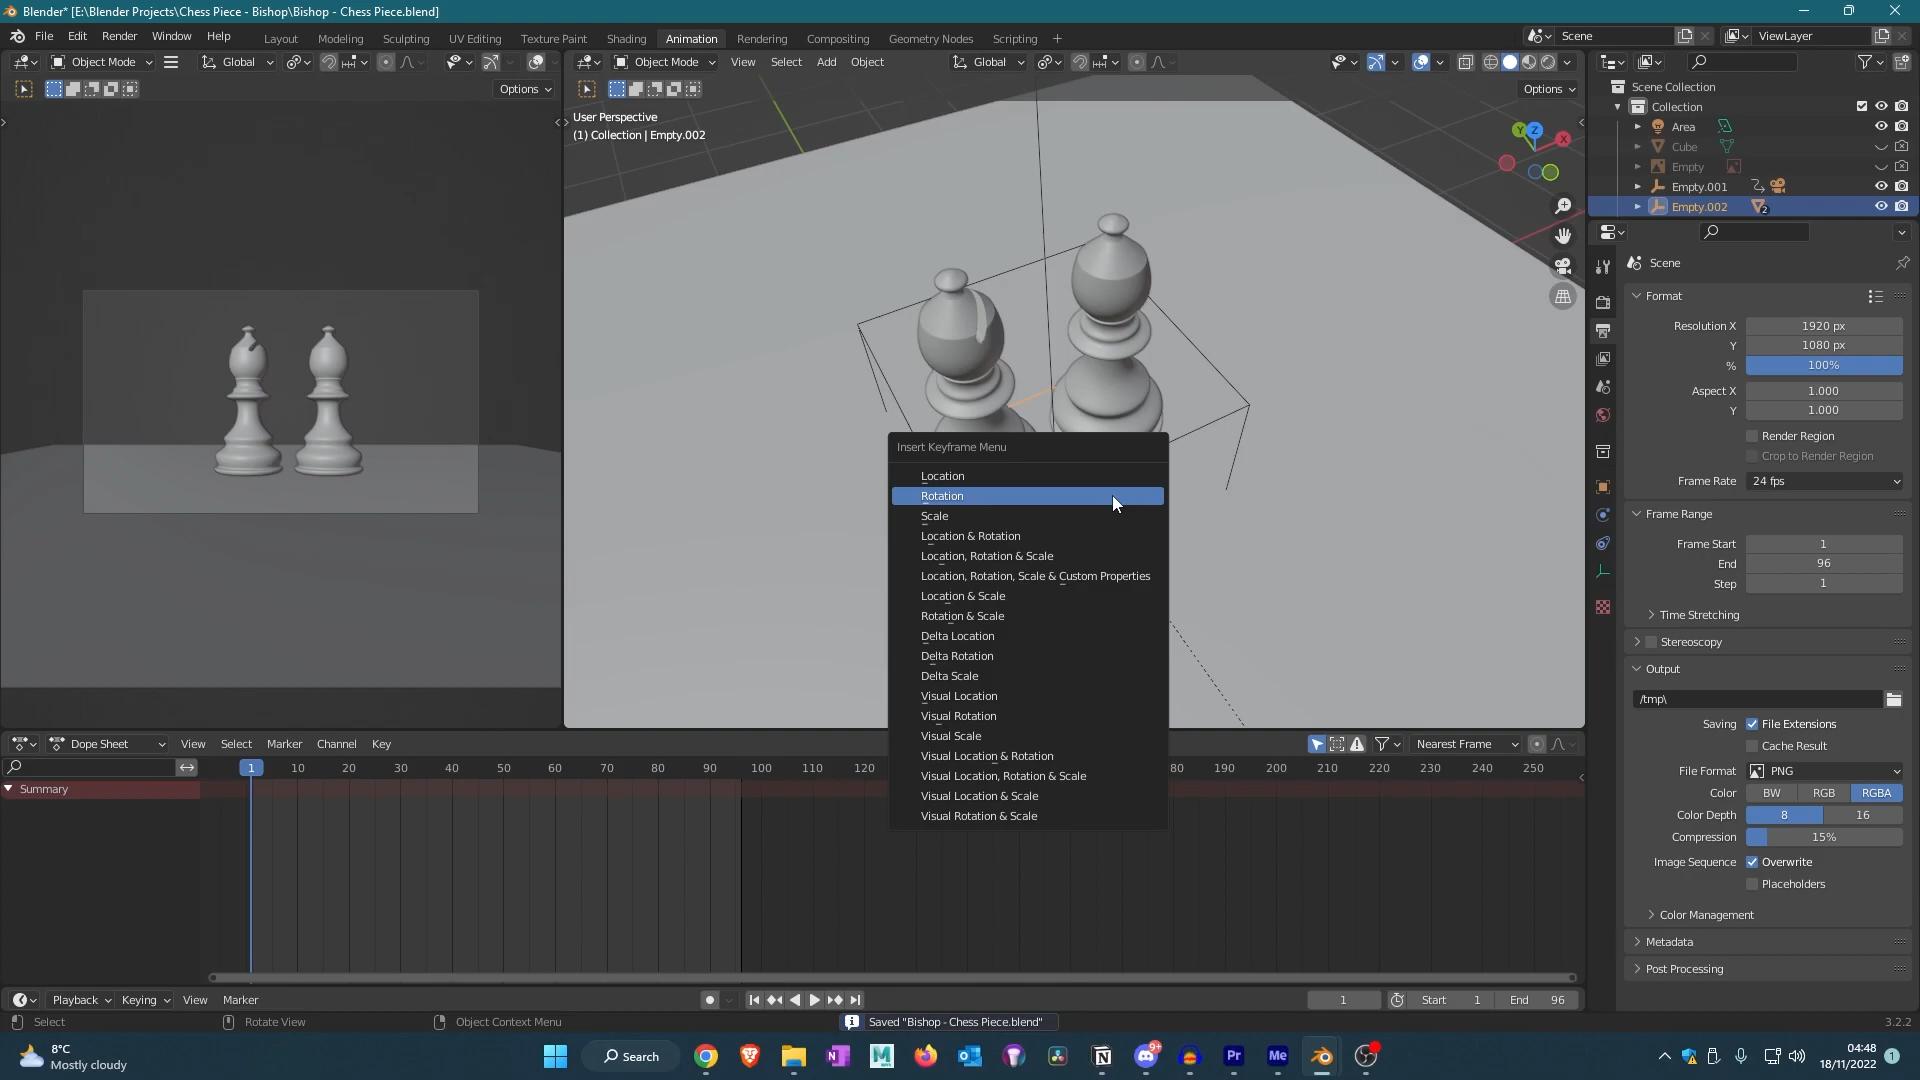 Blender* [E:\Blender Projects\Chess Piece - Bishop\Bishop - Chess Piece.blend]
File Edit Render Window Help
Layout Modeling Sculpting UV Editing Texture Paint Shading Animation Rendering Compositing Geometry Nodes Scripting +
Scene
ViewLayer
Object Mode
Global
Object Mode View Select Add Object
Global
Options
Options
User Perspective
(1) Collection | Empty.002
Y Z X
Scene Collection
Collection
Area
Cube
Empty
Empty.001
Empty.002
2
Scene
Format
Resolution X 1920 px
Y 1080 px
% 100%
Aspect X 1.000
Y 1.000
Render Region
Crop to Render Region
Frame Rate 24 fps
Frame Range
Frame Start 1
End 96
Step 1
Time Stretching
Stereoscopy
Output
/tmp\
Saving File Extensions
Cache Result
File Format PNG
Color BW RGB RGBA
Color Depth 8 16
Compression 15%
Image Sequence Overwrite
Placeholders
Color Management
Metadata
Post Processing
Insert Keyframe Menu
Location
Rotation
Scale
Location & Rotation
Location, Rotation & Scale
Location, Rotation, Scale & Custom Properties
Location & Scale
Rotation & Scale
Delta Location
Delta Rotation
Delta Scale
Visual Location
Visual Rotation
Visual Scale
Visual Location & Rotation
Visual Location, Rotation & Scale
Visual Location & Scale
Visual Rotation & Scale
Dope Sheet View Select Marker Channel Key
Nearest Frame
1 10 20 30 40 50 60 70 80 90 100 110 120 80 190 200 210 220 230 240 250
Summary
Playback Keying View Marker
1 Start 1 End 96
Select Rotate View Object Context Menu
Saved "Bishop - Chess Piece.blend"
3.2.2
8°C
Mostly cloudy
Search
N
M
N
9+
Pr
Me
04:48
18/11/2022
1